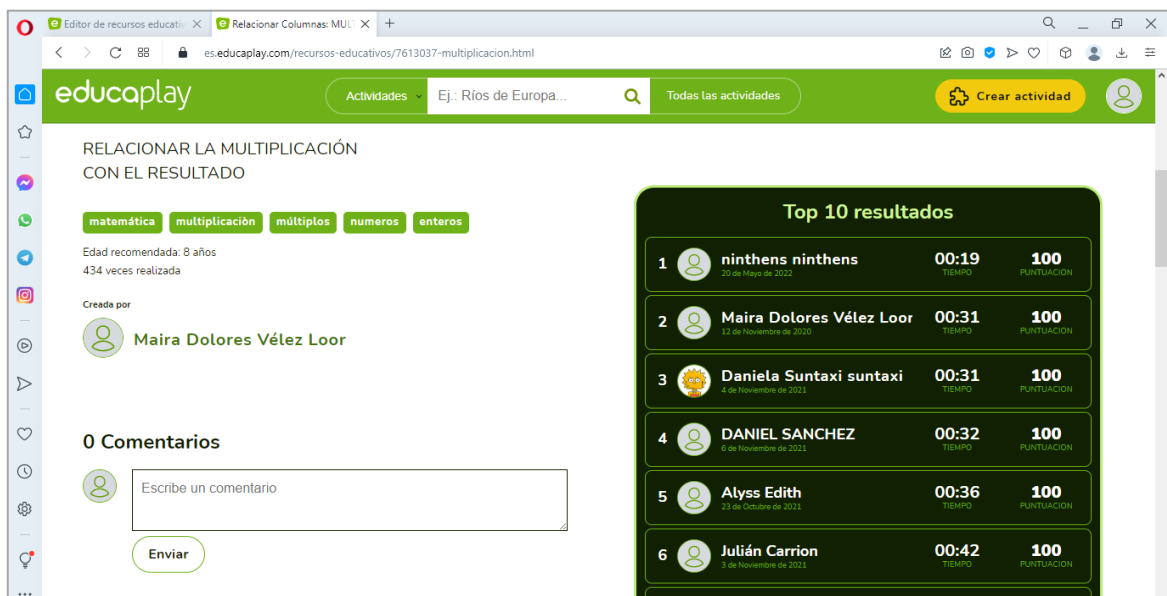 Editor de recursos educativ
Relacionar Columnas: MULT
es.educaplay.com/recursos-educativos/7613037-multiplicacion.html
educaplay
Actividades
Ej.: Ríos de Europa...
Todas las actividades
Crear actividad
RELACIONAR LA MULTIPLICACIÓN
CON EL RESULTADO
matemática multiplicaciòn múltiplos numeros enteros
Edad recomendada: 8 años
434 veces realizada
Creada por
Maira Dolores Vélez Loor
0 Comentarios
Escribe un comentario
Enviar
Top 10 resultados
1 ninthens ninthens 00:19 100
20 de Mayo de 2022 TIEMPO PUNTUACION
2 Maira Dolores Vélez Loor 00:31 100
12 de Noviembre de 2020 TIEMPO PUNTUACION
3 Daniela Suntaxi suntaxi 00:31 100
4 de Noviembre de 2021 TIEMPO PUNTUACION
4 DANIEL SANCHEZ 00:32 100
6 de Noviembre de 2021 TIEMPO PUNTUACION
5 Alyss Edith 00:36 100
23 de Octubre de 2021 TIEMPO PUNTUACION
6 Julián Carrion 00:42 100
3 de Noviembre de 2021 TIEMPO PUNTUACION